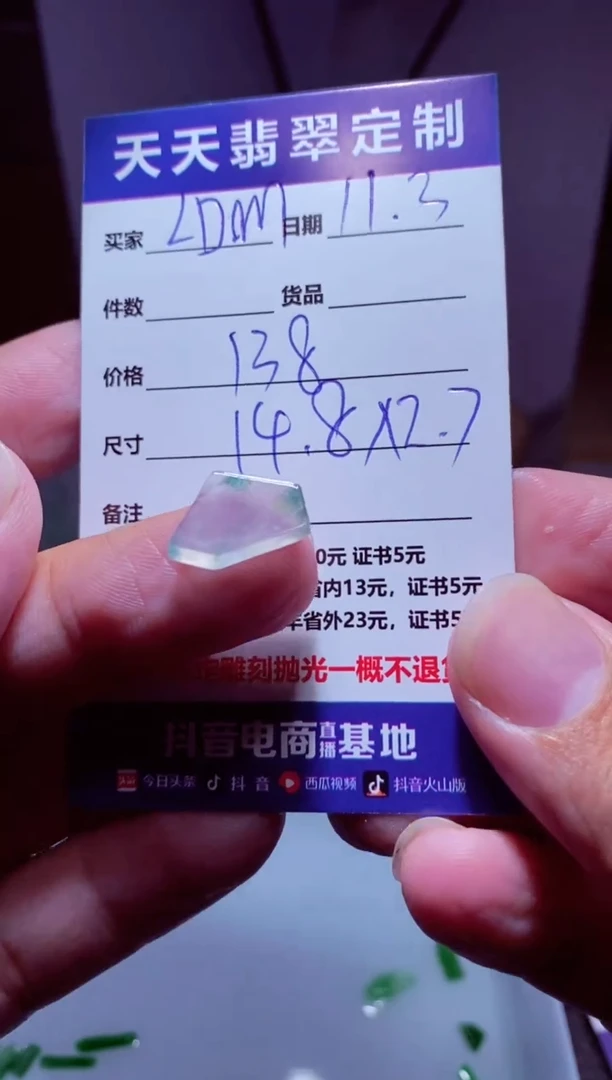 天天翡翠定制
买家 LDM 日期 11.3
件数 货品
价格 138
尺寸 14.8×2.7
备注
0元 证书5元
省内13元，证书5元
省外23元，证书5
雕刻抛光一概不退
抖音电商直播基地
今日头条 抖音 西瓜视频 抖音火山版